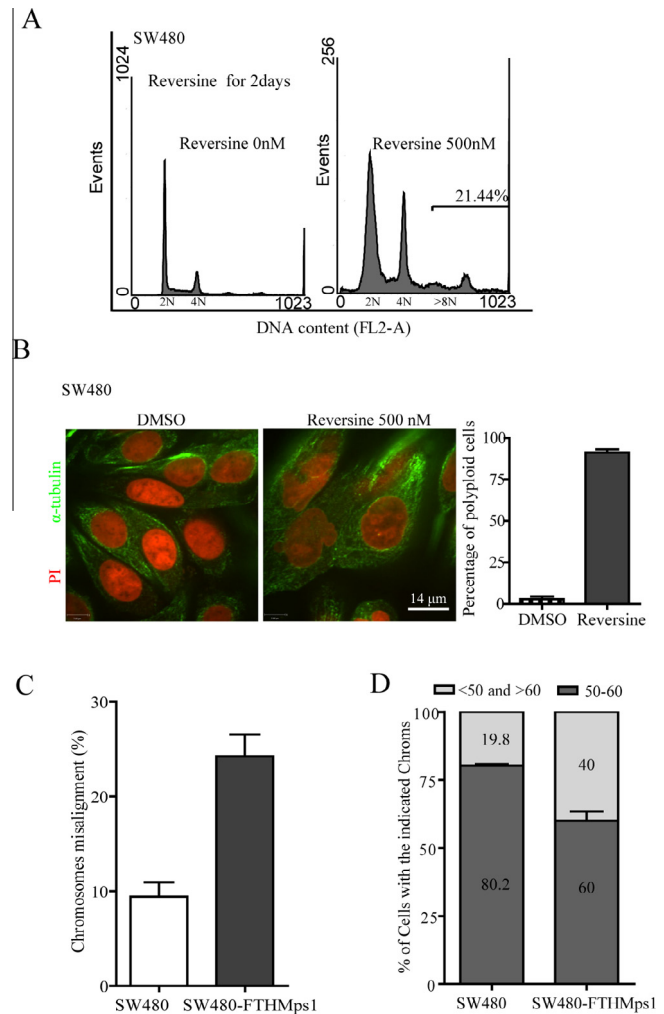 A
SW480
1024
Events
0
Reversine for 2days
Reversine 0nM
2N 4N
0 1023
256
Events
0
Reversine 500nM
21.44%
2N 4N >8N
0 1023
DNA content (FL2-A)
B
SW480
DMSO
Reversine 500 nM
α-tubulin
PI
14 μm
Percentage of polyploid cells
100
75
50
25
0
DMSO Reversine
C
Chromosomes misalignment (%)
30
20
10
0
SW480 SW480-FTHMps1
D
<50 and >60 50-60
% of Cells with the indicated Chroms
100
75
50
25
0
19.8
80.2
40
60
SW480 SW480-FTHMps1